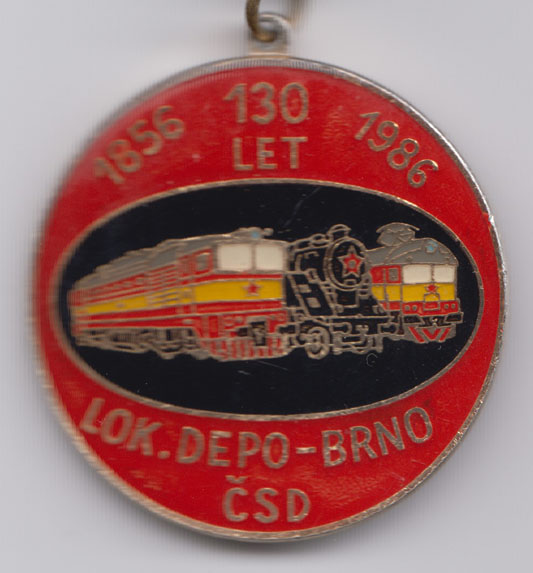 1856 130 1986
LET
LOK. DEPO-BRNO
ČSD